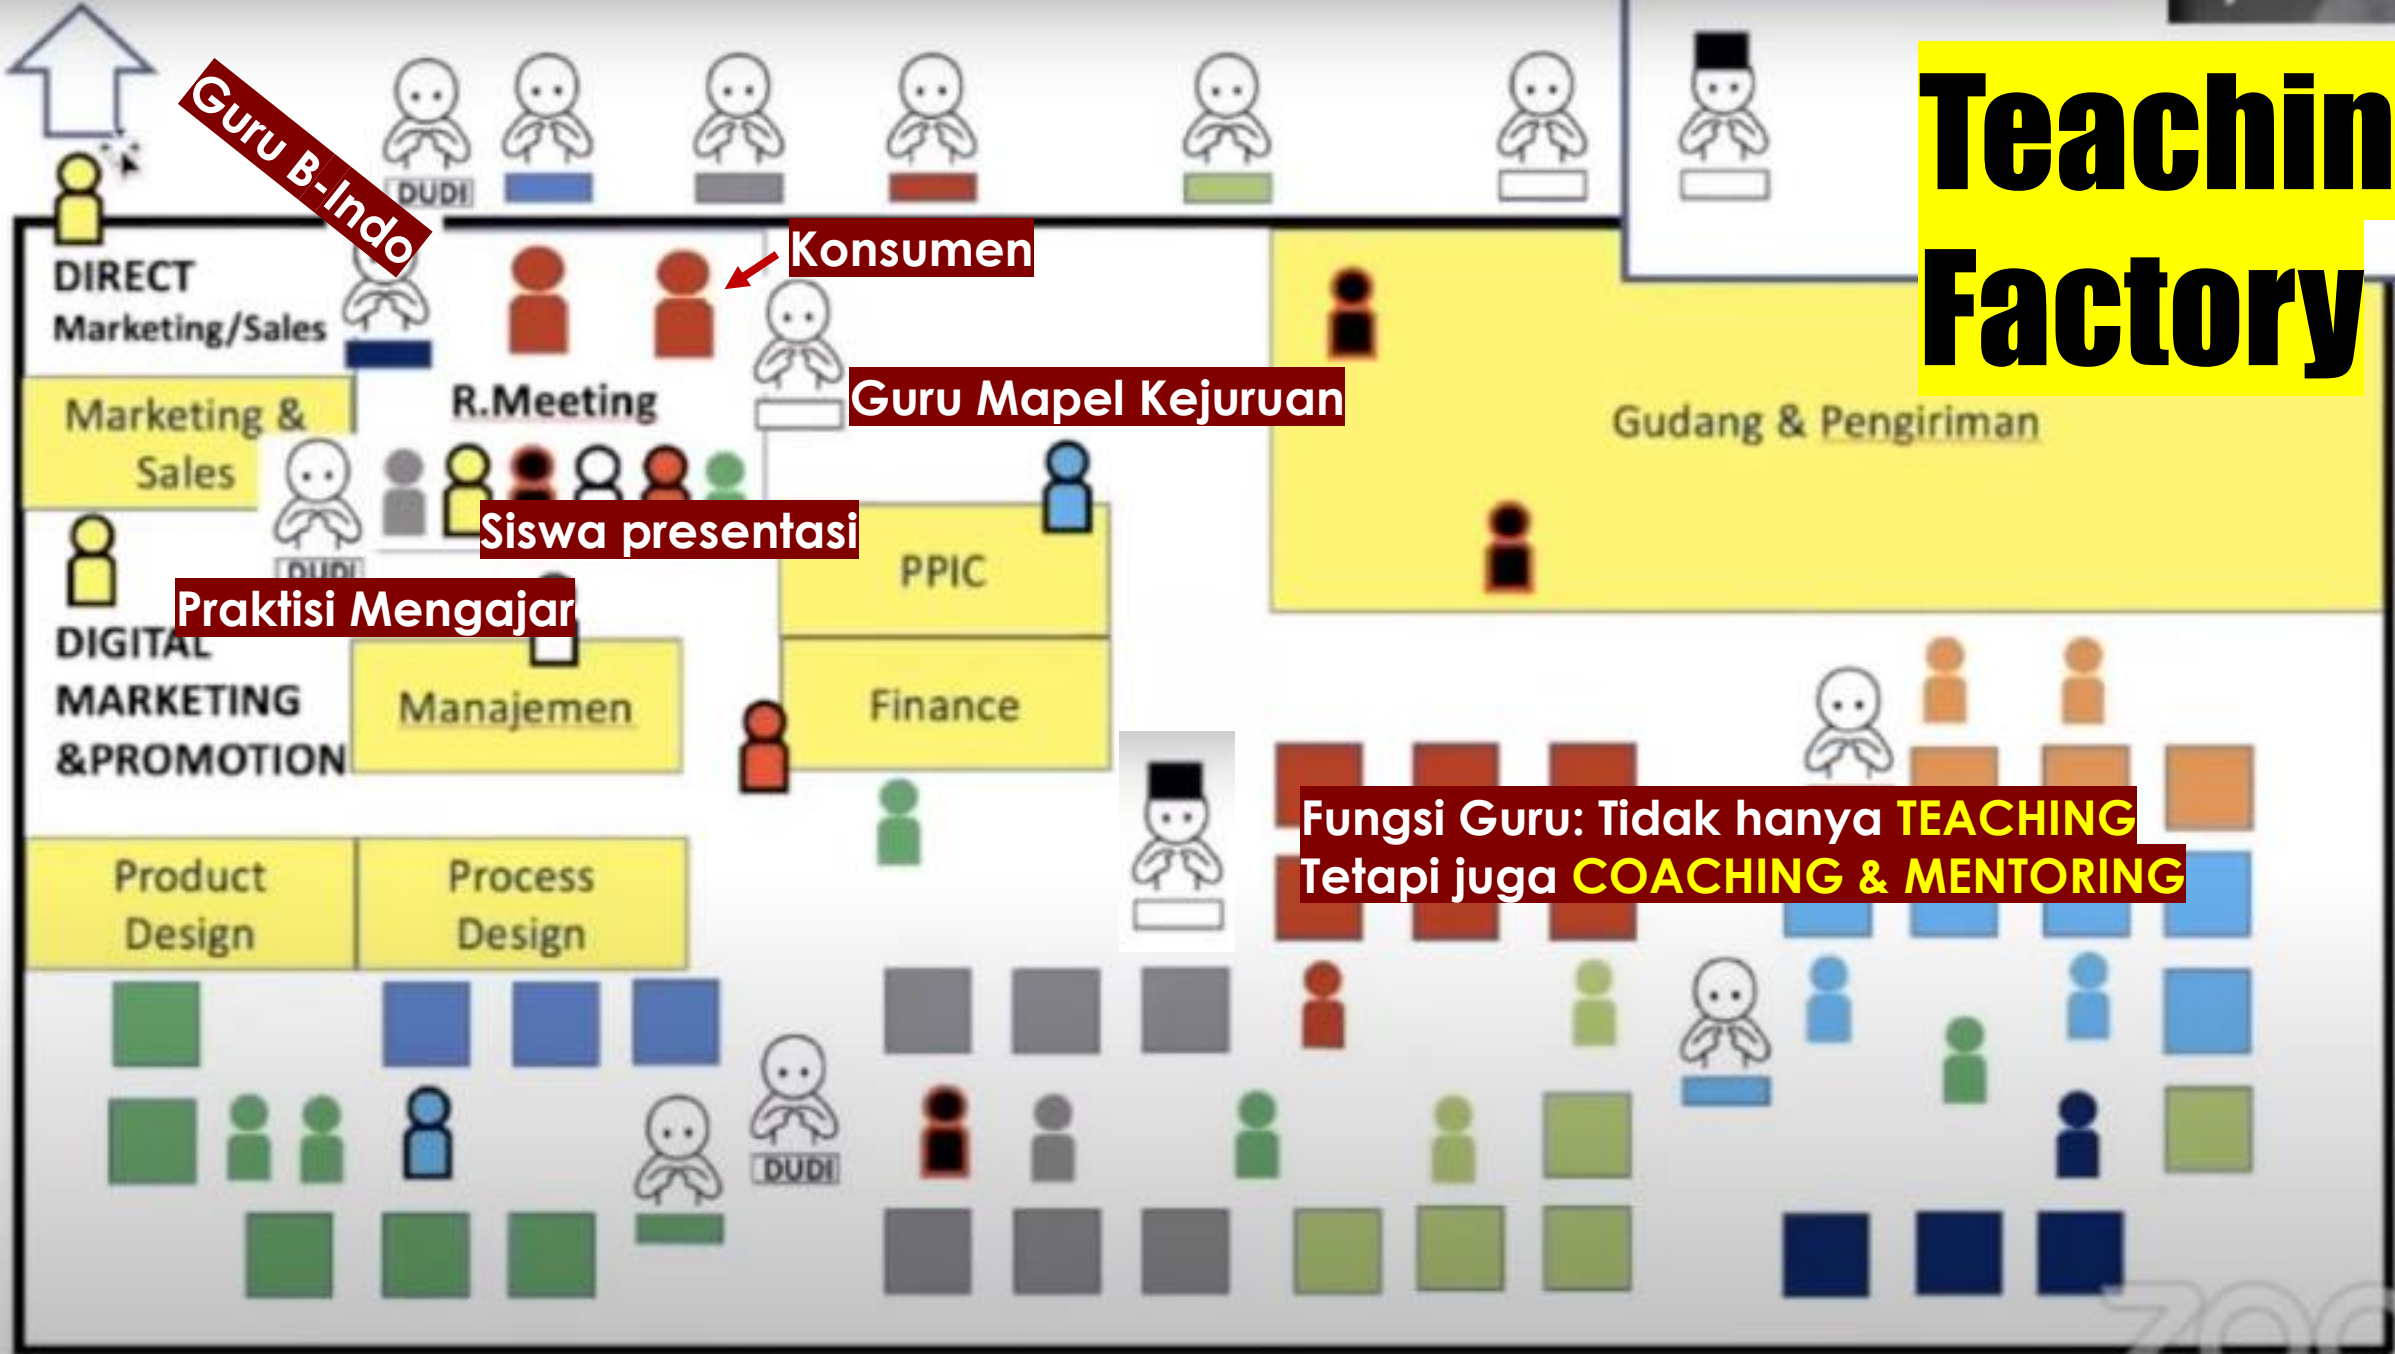 Teachin
Factory
Guru B-Indo
DUDI
Konsumen
DIRECT
Marketing/Sales
Guru Mapel Kejuruan
R.Meeting
Marketing &
Sales
Gudang & Pengiriman
Siswa presentasi
DUDI
PPIC
Praktisi Mengajar
DIGITAL
MARKETING
&PROMOTION
Manajemen
Finance
Fungsi Guru: Tidak hanya TEACHING
Tetapi juga COACHING & MENTORING
Product
Design
Process
Design
DUDI